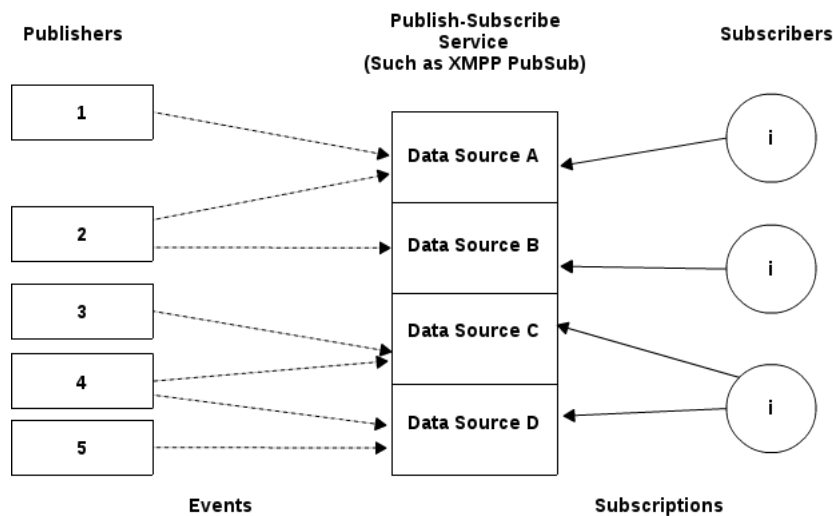 Publishers
Publish-Subscribe
Service
(Such as XMPP PubSub)
Subscribers
1
2
3
4
5
Data Source A
Data Source B
Data Source C
Data Source D
i
i
i
Events
Subscriptions